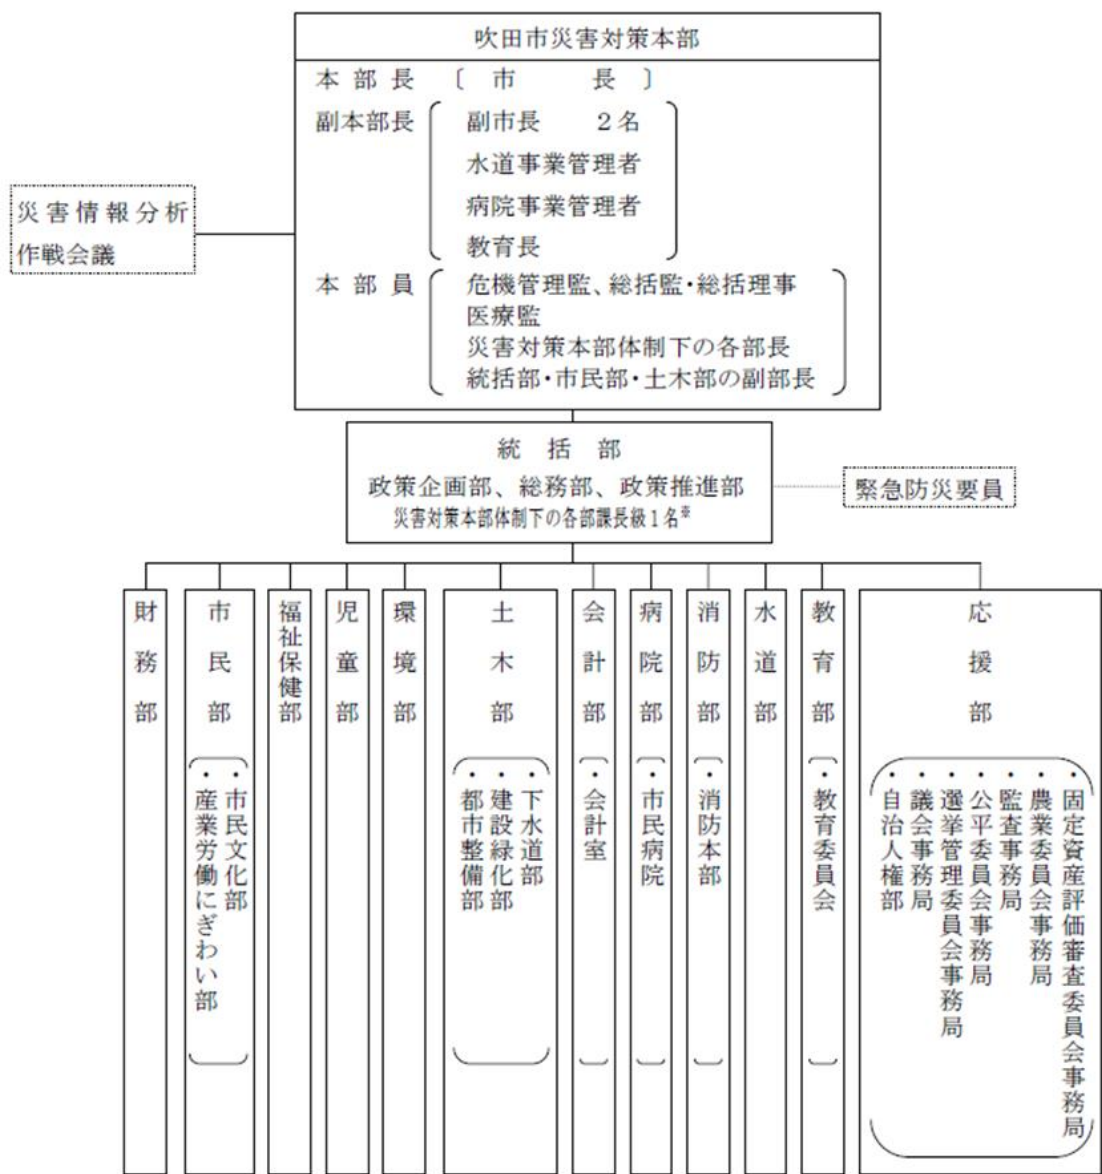 吹田市災害対策本部
本部長 〔 市 長 〕
副本部長 副市長 2名
水道事業管理者
病院事業管理者
教育長
本部員 危機管理監、総括監・総括理事
医療監
災害対策本部体制下の各部長
統括部・市民部・土木部の副部長
災害情報分析
作戦会議
統括部
政策企画部、総務部、政策推進部
災害対策本部体制下の各部課長級1名※
緊急防災要員
財務部
市民部
・市民文化部
・産業労働にぎわい部
福祉保健部
児童部
環境部
土木部
・下水道部
・建設緑化部
・都市整備部
会計部
・会計室
病院部
・市民病院
消防部
・消防本部
水道部
教育部
・教育委員会
応援部
・固定資産評価審査委員会事務局
・農業委員会事務局
・監査事務局
・公平委員会事務局
・選挙管理委員会事務局
・議会事務局
・自治人権部